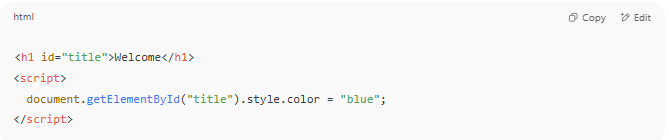 html
Copy
Edit
<h1 id="title">Welcome</h1>
<script>
  document.getElementById("title").style.color = "blue";
</script>